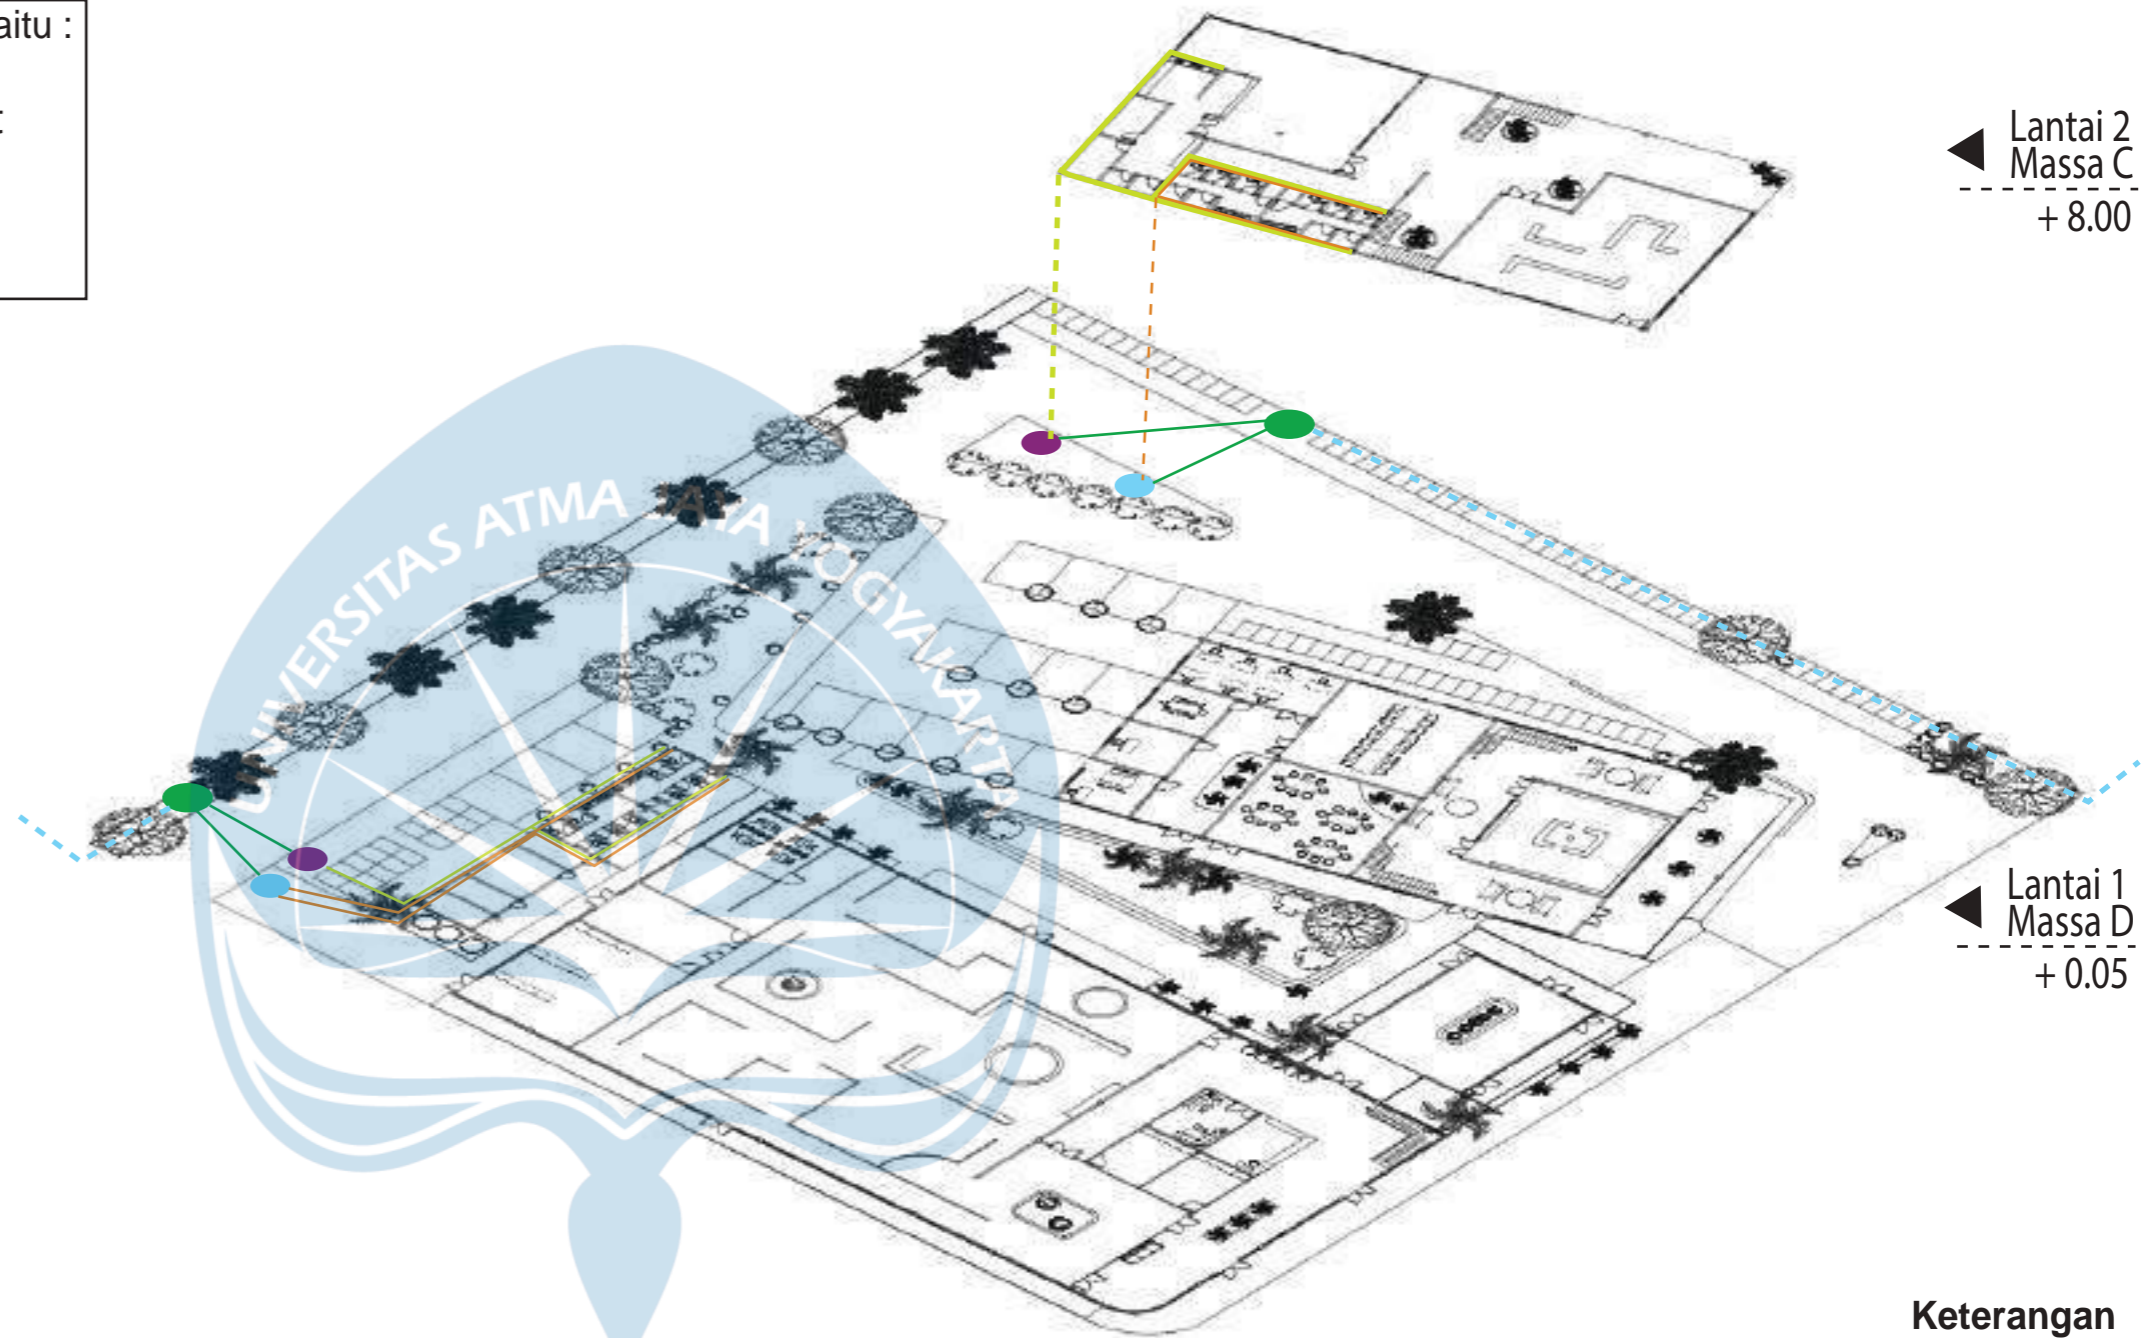 aitu :
Lantai 2
Massa C
+ 8.00
UNIVERSITAS ATMA JAYA YOGYAKARTA
Lantai 1
Massa D
+ 0.05
Keterangan